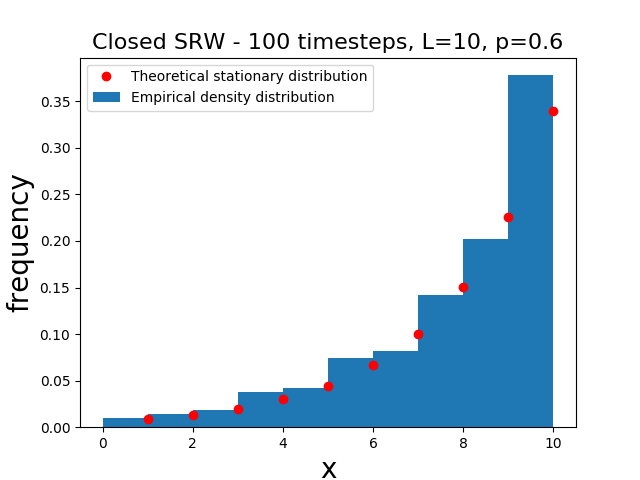 Closed SRW - 100 timesteps, L=10, p=0.6
Theoretical stationary distribution
Empirical density distribution
frequency
0.35
0.30
0.25
0.20
0.15
0.10
0.05
0.00
0 2 4 6 8 10
x